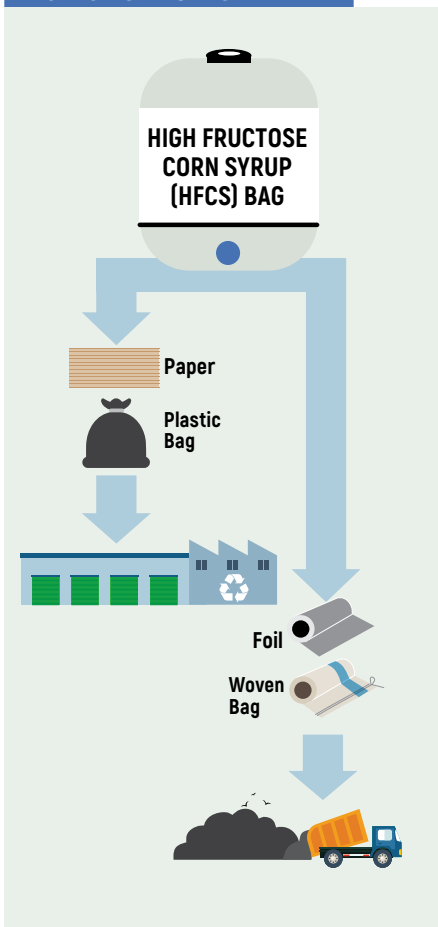 HIGH FRUCTOSE
CORN SYRUP
(HFCS) BAG
Paper
Plastic
Bag
Foil
Woven
Bag